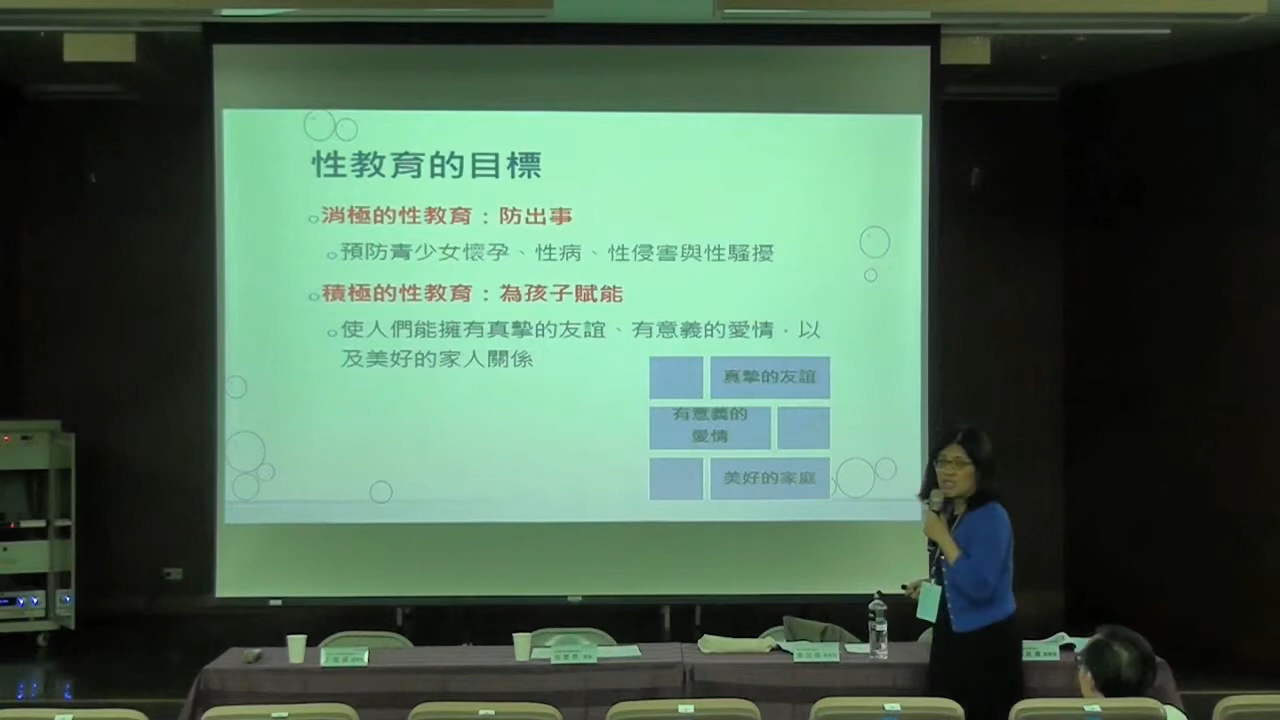 性教育的目標
消極的性教育：防出事
預防青少女懷孕、性病、性侵害與性騷擾
積極的性教育：為孩子賦能
使人們能擁有真摯的友誼、有意義的愛情，以
及美好的家人關係
真摯的友誼
有意義的
愛情
美好的家庭